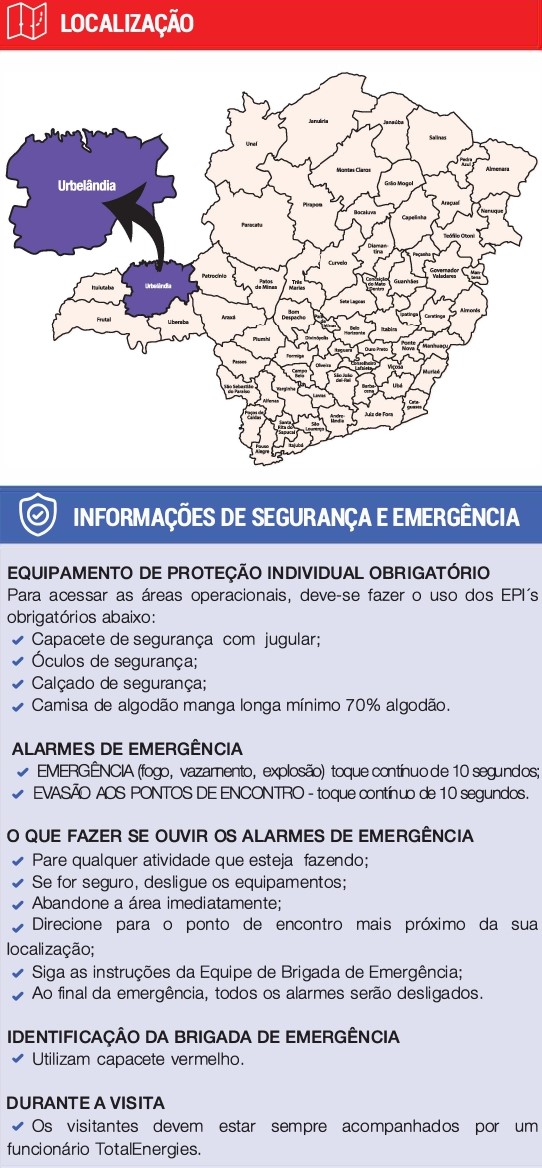 LOCALIZAÇÃO
Januária
Janaúba
Salinas
Unaí
Pedra
Azul
Almenara
Montes Claros
Grão Mogol
Araçuaí
Pirapora
Bocaiuva
Capelinha
Nanuque
Paracatu
Teófilo Otoni
Diaman-
tina
Urbelândia
Curvelo
Peçanha
Governador
Valadares
Patrocínio
Patos
de Minas
Três
Marias
Conceição
do Mato
Dentro
Guanhães
Ituiutaba
Urbelândia
Sete Lagoas
Ipatinga
Caratinga
Aimorés
Frutal
Uberaba
Araxá
Bom
Despacho
Belo
Horizonte
Itabira
Piumhi
Divinópolis
Ponte
Nova
Manhuaçu
Itaguara
Ouro Preto
Passos
Formiga
Oliveira
Conselheiro
Lafaiete
Viçosa
Muriaé
Campo
Belo
São João
del-Rei
Barba-
cena
Ubá
São Sebastião
do Paraíso
Varginha
Lavras
Cata-
guases
Alfenas
Poços de
Caldas
Santa
Rita do
Sapucaí
São
Lourenço
Andre-
lândia
Juiz de Fora
Pouso
Alegre
Itajubá
INFORMAÇÕES DE SEGURANÇA E EMERGÊNCIA
EQUIPAMENTO DE PROTEÇÃO INDIVIDUAL OBRIGATÓRIO
Para acessar as áreas operacionais, deve-se fazer o uso dos EPI´s
obrigatórios abaixo:
Capacete de segurança com jugular;
Óculos de segurança;
Calçado de segurança;
Camisa de algodão manga longa mínimo 70% algodão.
ALARMES DE EMERGÊNCIA
EMERGÊNCIA (fogo, vazamento, explosão) toque contínuo de 10 segundos;
EVASÃO AOS PONTOS DE ENCONTRO - toque contínuo de 10 segundos.
O QUE FAZER SE OUVIR OS ALARMES DE EMERGÊNCIA
Pare qualquer atividade que esteja fazendo;
Se for seguro, desligue os equipamentos;
Abandone a área imediatamente;
Direcione para o ponto de encontro mais próximo da sua
localização;
Siga as instruções da Equipe de Brigada de Emergência;
Ao final da emergência, todos os alarmes serão desligados.
IDENTIFICAÇÂO DA BRIGADA DE EMERGÊNCIA
Utilizam capacete vermelho.
DURANTE A VISITA
Os visitantes devem estar sempre acompanhados por um
funcionário TotalEnergies.